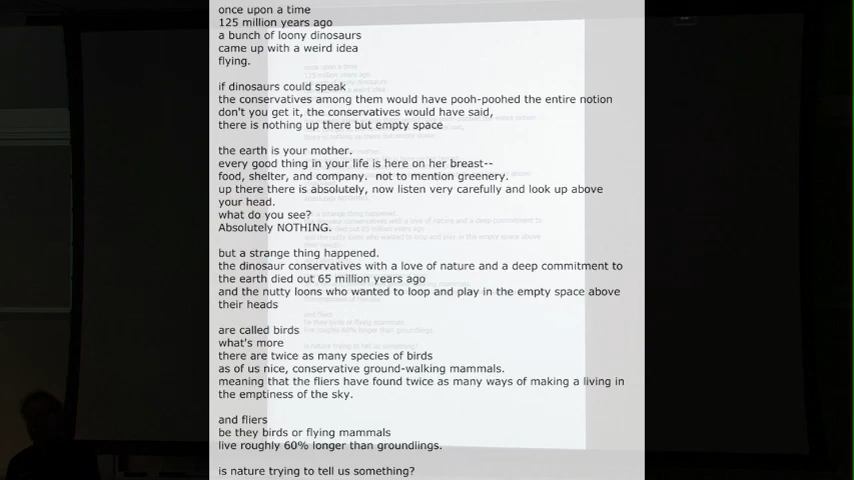 once upon a time
125 million years ago
a bunch of loony dinosaurs
came up with a weird idea
flying.
if dinosaurs could speak
the conservatives among them would have pooh-poohed the entire notion
don't you get it, the conservatives would have said,
there is nothing up there but empty space
the earth is your mother.
every good thing in your life is here on her breast--
food, shelter, and company.  not to mention greenery.
up there there is absolutely, now listen very carefully and look up above
your head.
what do you see?
Absolutely NOTHING.
but a strange thing happened.
the dinosaur conservatives with a love of nature and a deep commitment to
the earth died out 65 million years ago
and the nutty loons who wanted to loop and play in the empty space above
their heads
are called birds
what's more
there are twice as many species of birds
as of us nice, conservative ground-walking mammals.
meaning that the fliers have found twice as many ways of making a living in
the emptiness of the sky.
and fliers
be they birds or flying mammals
live roughly 60% longer than groundlings.
is nature trying to tell us something?